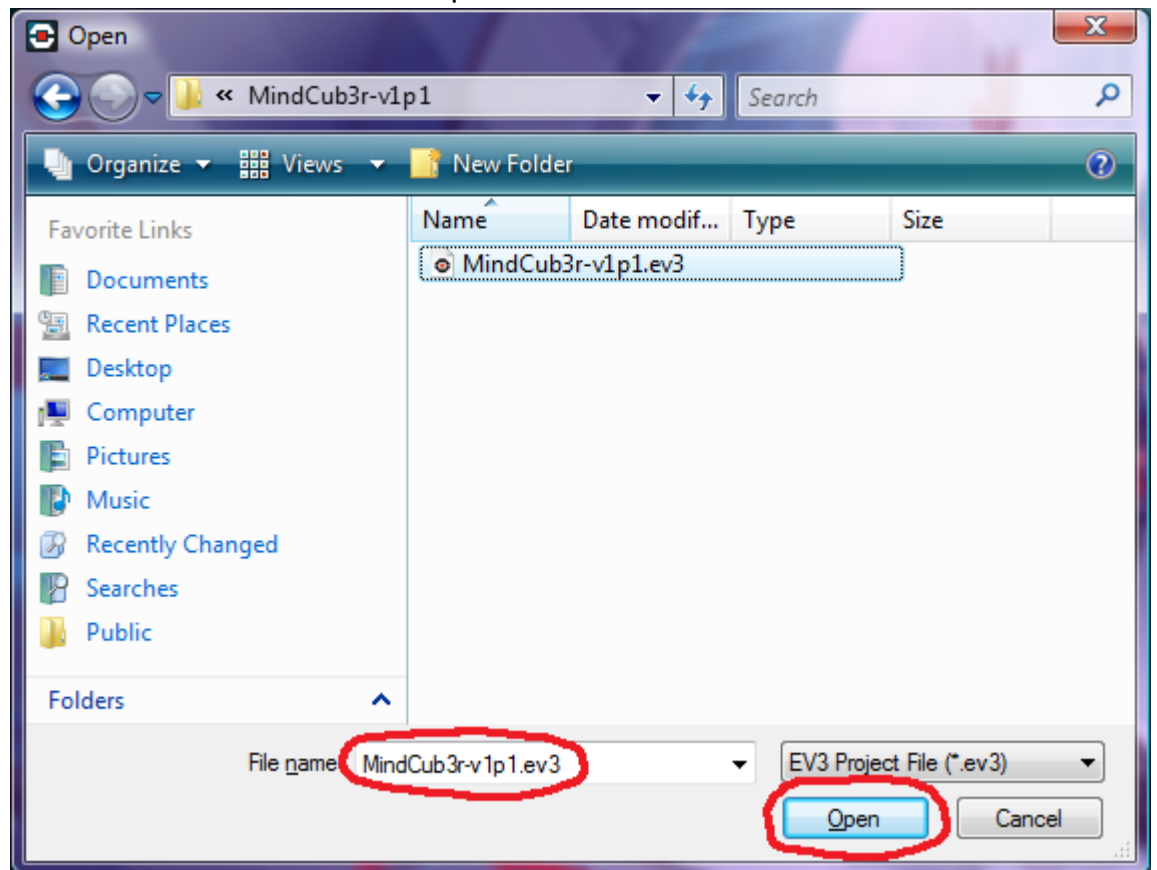 Open
« MindCub3r-v1p1
Search
Organize Views New Folder
Favorite Links
Documents
Recent Places
Desktop
Computer
Pictures
Music
Recently Changed
Searches
Public
Folders
Name Date modif... Type Size
MindCub3r-v1p1.ev3
File name: MindCub3r-v1p1.ev3 EV3 Project File (*.ev3)
Open Cancel